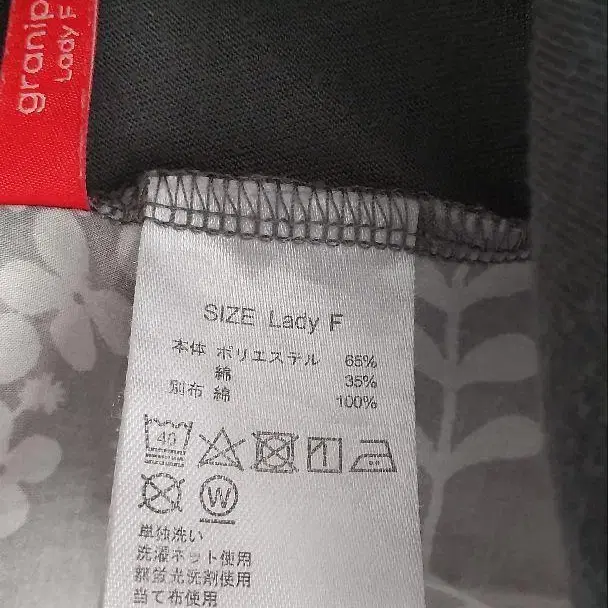 granip
Lady F
SIZE Lady F
本体 ポリエステル 65%
綿 35%
別布 綿 100%
40
W
単独洗い
洗濯ネット使用
無蛍光洗剤使用
当て布使用